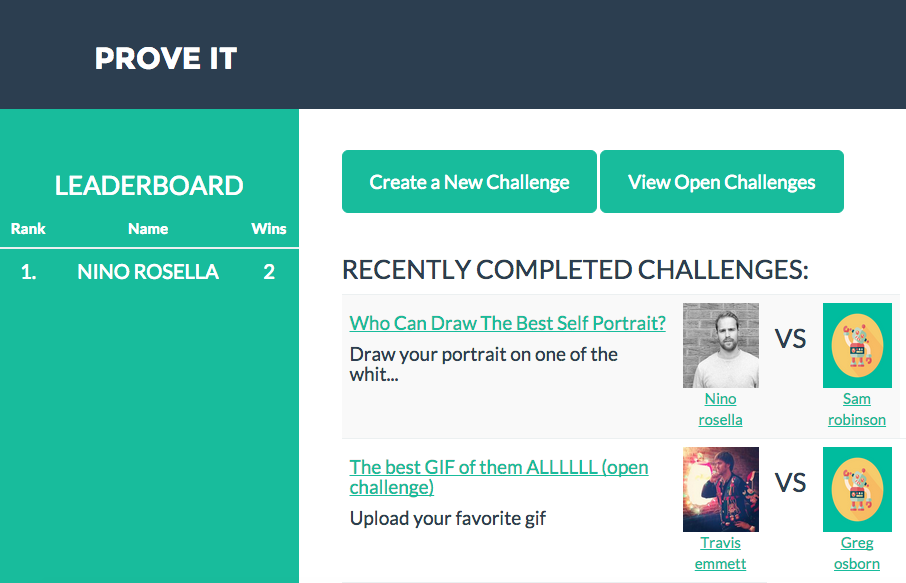 PROVE IT
LEADERBOARD
Rank Name Wins
1. NINO ROSELLA 2
Create a New Challenge
View Open Challenges
RECENTLY COMPLETED CHALLENGES:
Who Can Draw The Best Self Portrait?
Draw your portrait on one of the
whit...
Nino
rosella
VS
Sam
robinson
The best GIF of them ALLLLLL (open
challenge)
Upload your favorite gif
Travis
emmett
VS
Greg
osborn